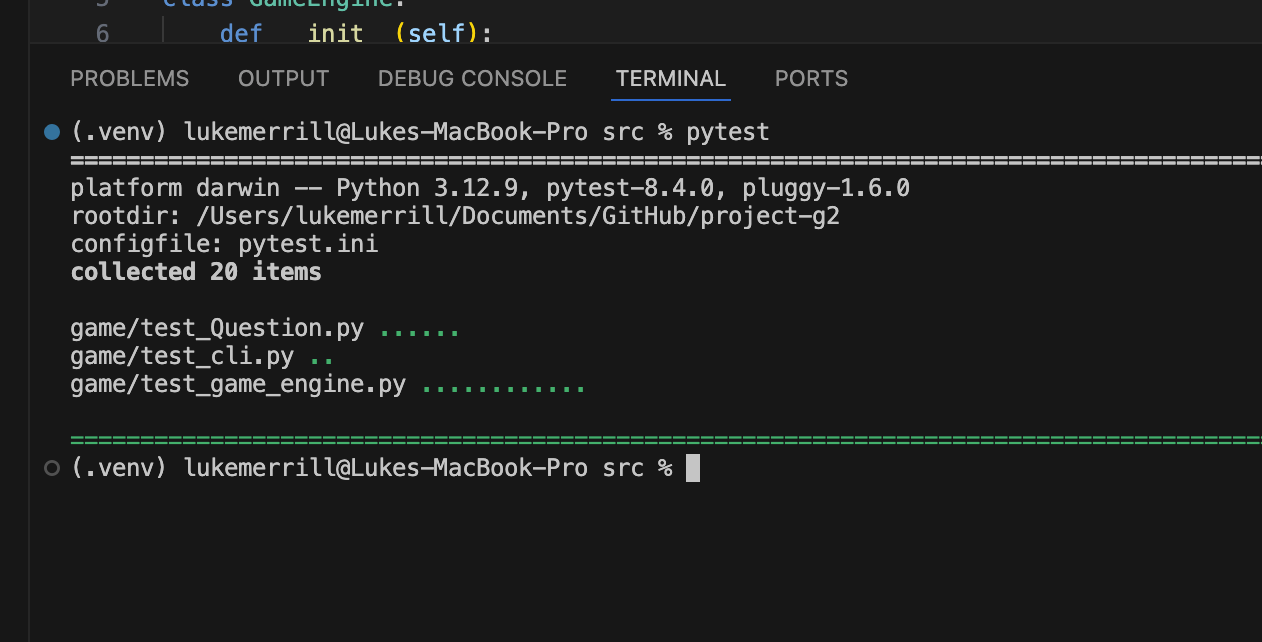 5 class GameEngine:
6 def __init__(self):
PROBLEMS OUTPUT DEBUG CONSOLE TERMINAL PORTS
(.venv) lukemerrill@Lukes-MacBook-Pro src % pytest
=====================================================================================
platform darwin -- Python 3.12.9, pytest-8.4.0, pluggy-1.6.0
rootdir: /Users/lukemerrill/Documents/GitHub/project-g2
configfile: pytest.ini
collected 20 items
game/test_Question.py ......
game/test_cli.py ..
game/test_game_engine.py ............
=====================================================================================
(.venv) lukemerrill@Lukes-MacBook-Pro src %